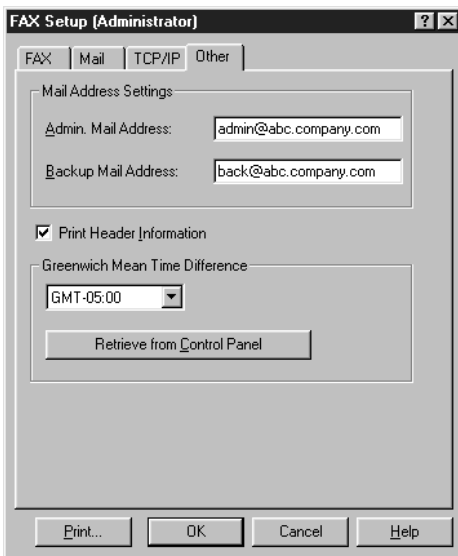 FAX Setup (Administrator)
FAX Mail TCP/IP Other
Mail Address Settings
Admin. Mail Address: admin@abc.company.com
Backup Mail Address: back@abc.company.com
Print Header Information
Greenwich Mean Time Difference
GMT-05:00
Retrieve from Control Panel
Print... OK Cancel Help